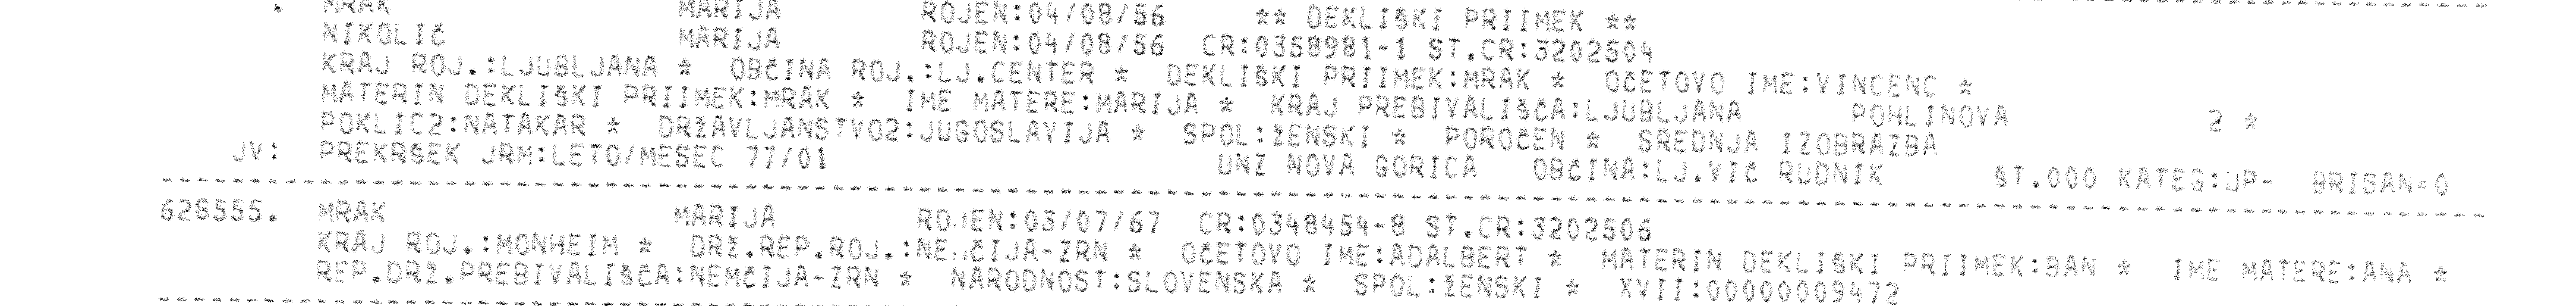 . MRAK MARIJA ROJEN:04/08/56 ** DEKLIŠKI PRIIMEK **
NIKOLIČ MARIJA ROJEN:04/08/56 CR:0358981-1 ST.CR:3202504
KRAJ ROJ.:LJUBLJANA * OBČINA ROJ.:LJ.CENTER * DEKLIŠKI PRIIMEK:MRAK * OČETOVO IME:VINCENC *
MATERIN DEKLIŠKI PRIIMEK:MRAK * IME MATERE:MARIJA * KRAJ PREBIVALIŠČA:LJUBLJANA POHLINOVA 2 *
POKLIC2:NATAKAR * DRŽAVLJANSTVO2:JUGOSLAVIJA * SPOL:ŽENSKI * POROČEN * SREDNJA IZOBRAZBA
JV: PREKRŠEK JRM:LETO/MESEC 77/01 UNZ NOVA GORICA OBČINA:LJ.VIČ RUDNIK ŠT.000 KATEG:JP- BRISAN=0
628555. MRAK MARIJA ROJEN:03/07/67 CR:0348454-8 ST.CR:3202506
KRAJ ROJ.:MONHEIM * DRŽ.REP.ROJ.:NEMČIJA-ZRN * OČETOVO IME:ADALBERT * MATERIN DEKLIŠKI PRIIMEK:BAN * IME MATERE:ANA *
REP.DRŽ.PREBIVALIŠČA:NEMČIJA-ZRN * NARODNOST:SLOVENSKA * SPOL:ŽENSKI * XVII:00000009472